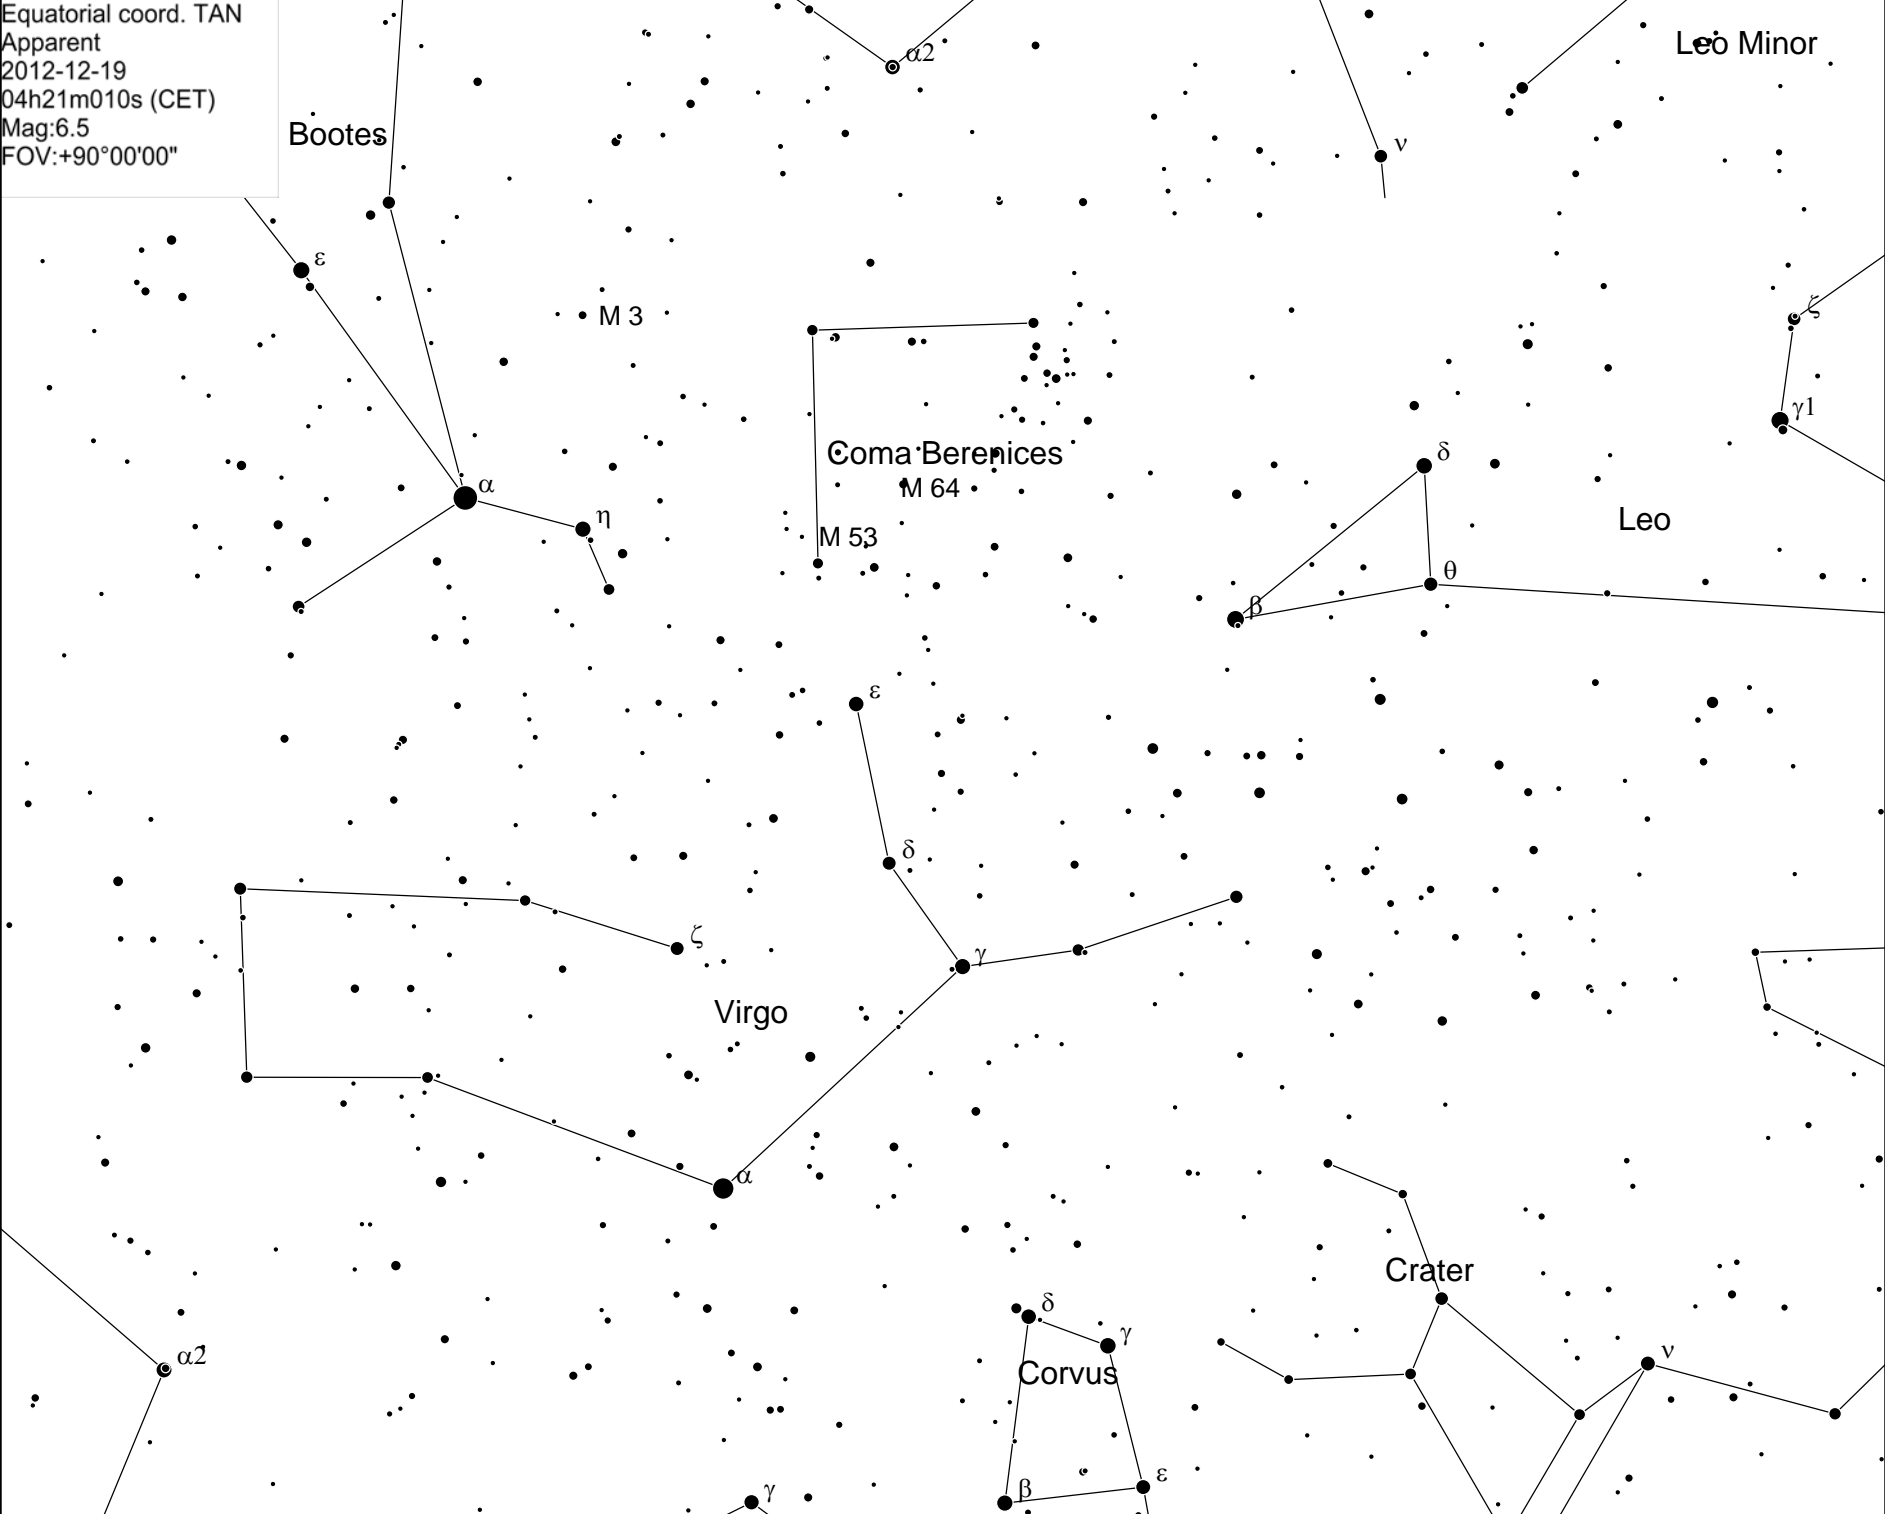 Equatorial coord. TAN
Apparent
2012-12-19
04h21m010s (CET)
Mag:6.5
FOV:+90°00'00"
α2
Leo Minor
Bootes
ν
ε
M 3
ζ
γ1
Coma Berenices
δ
α
M 64
η
Leo
M 53
θ
β
ε
δ
ζ
γ
Virgo
α
Crater
δ
γ
α2
ν
Corvus
ε
β
γ